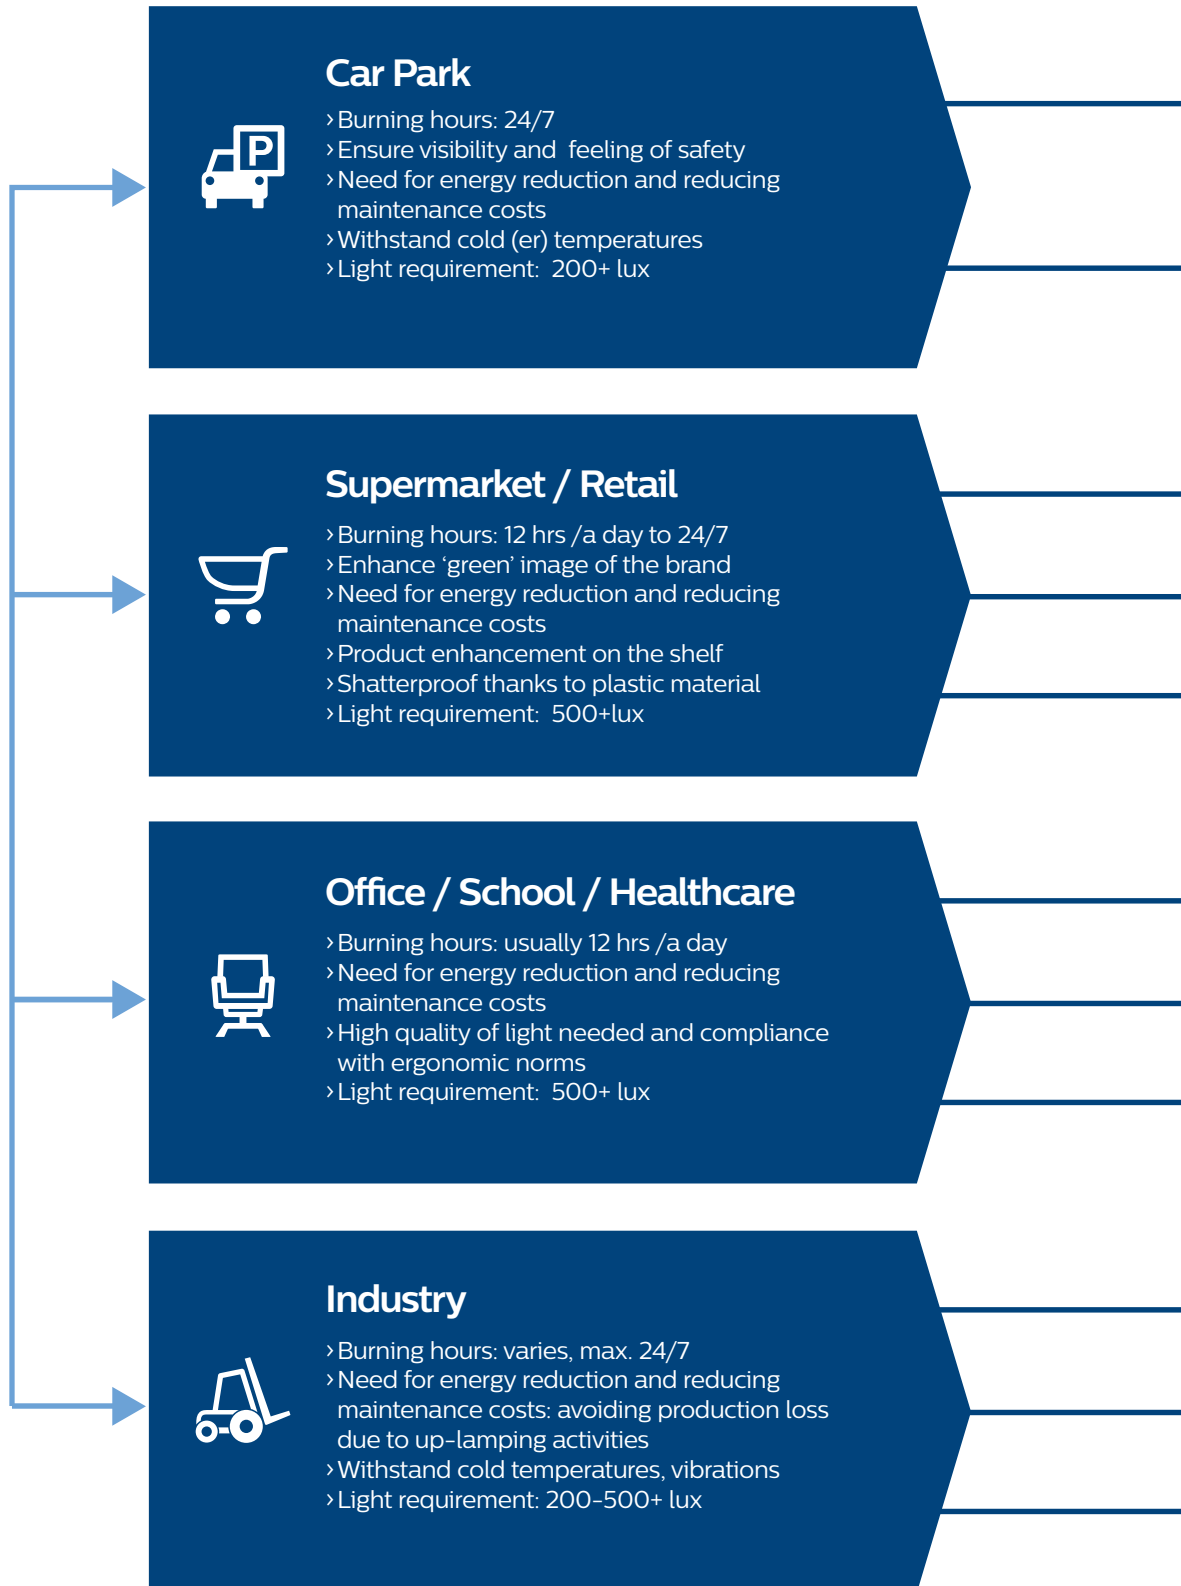 Car Park
› Burning hours: 24/7
› Ensure visibility and  feeling of safety
› Need for energy reduction and reducing
maintenance costs
› Withstand cold (er) temperatures
› Light requirement:  200+ lux
P
Supermarket / Retail
› Burning hours: 12 hrs /a day to 24/7
› Enhance ‘green’ image of the brand
› Need for energy reduction and reducing
maintenance costs
› Product enhancement on the shelf
› Shatterproof thanks to plastic material
› Light requirement:  500+lux
Office / School / Healthcare
› Burning hours: usually 12 hrs /a day
› Need for energy reduction and reducing
maintenance costs
› High quality of light needed and compliance
with ergonomic norms
› Light requirement:  500+ lux
Industry
› Burning hours: varies, max. 24/7
› Need for energy reduction and reducing
maintenance costs: avoiding production loss
due to up-lamping activities
› Withstand cold temperatures, vibrations
› Light requirement: 200-500+ lux